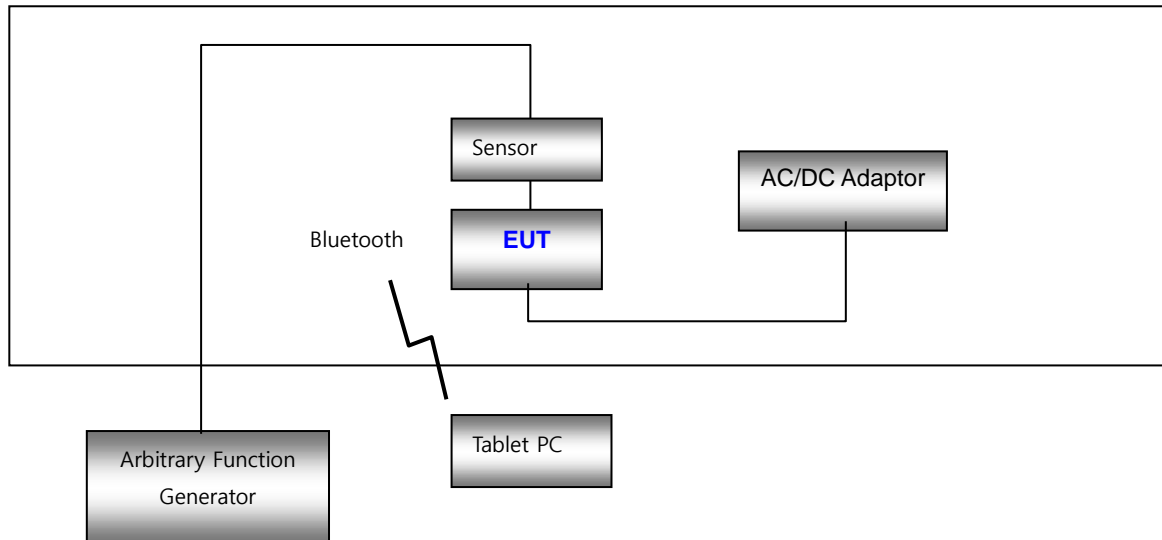 Sensor
AC/DC Adaptor
Bluetooth
EUT
Tablet PC
Arbitrary Function
Generator